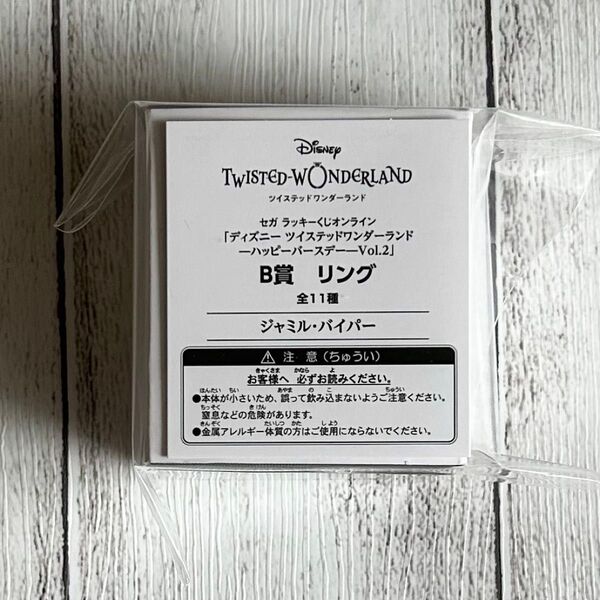 Disney
TWISTED-WONDERLAND
ツイステッドワンダーランド
セガ ラッキーくじオンライン
「ディズニー ツイステッドワンダーランド
―ハッピーバースデー―Vol.2」
B賞 リング
全11種
ジャミル・バイパー
⚠ 注 意（ちゅうい）
きゃくさま かなら よ
お客様へ 必ずお読みください。
ほんたい ちい あやま の こ ちゅうい
●本体が小さいため、誤って飲み込まないようご注意ください。
ちっそく きけん
窒息などの危険があります。
きんぞく たいしつ かた しよう
●金属アレルギー体質の方はご使用にならないでください。